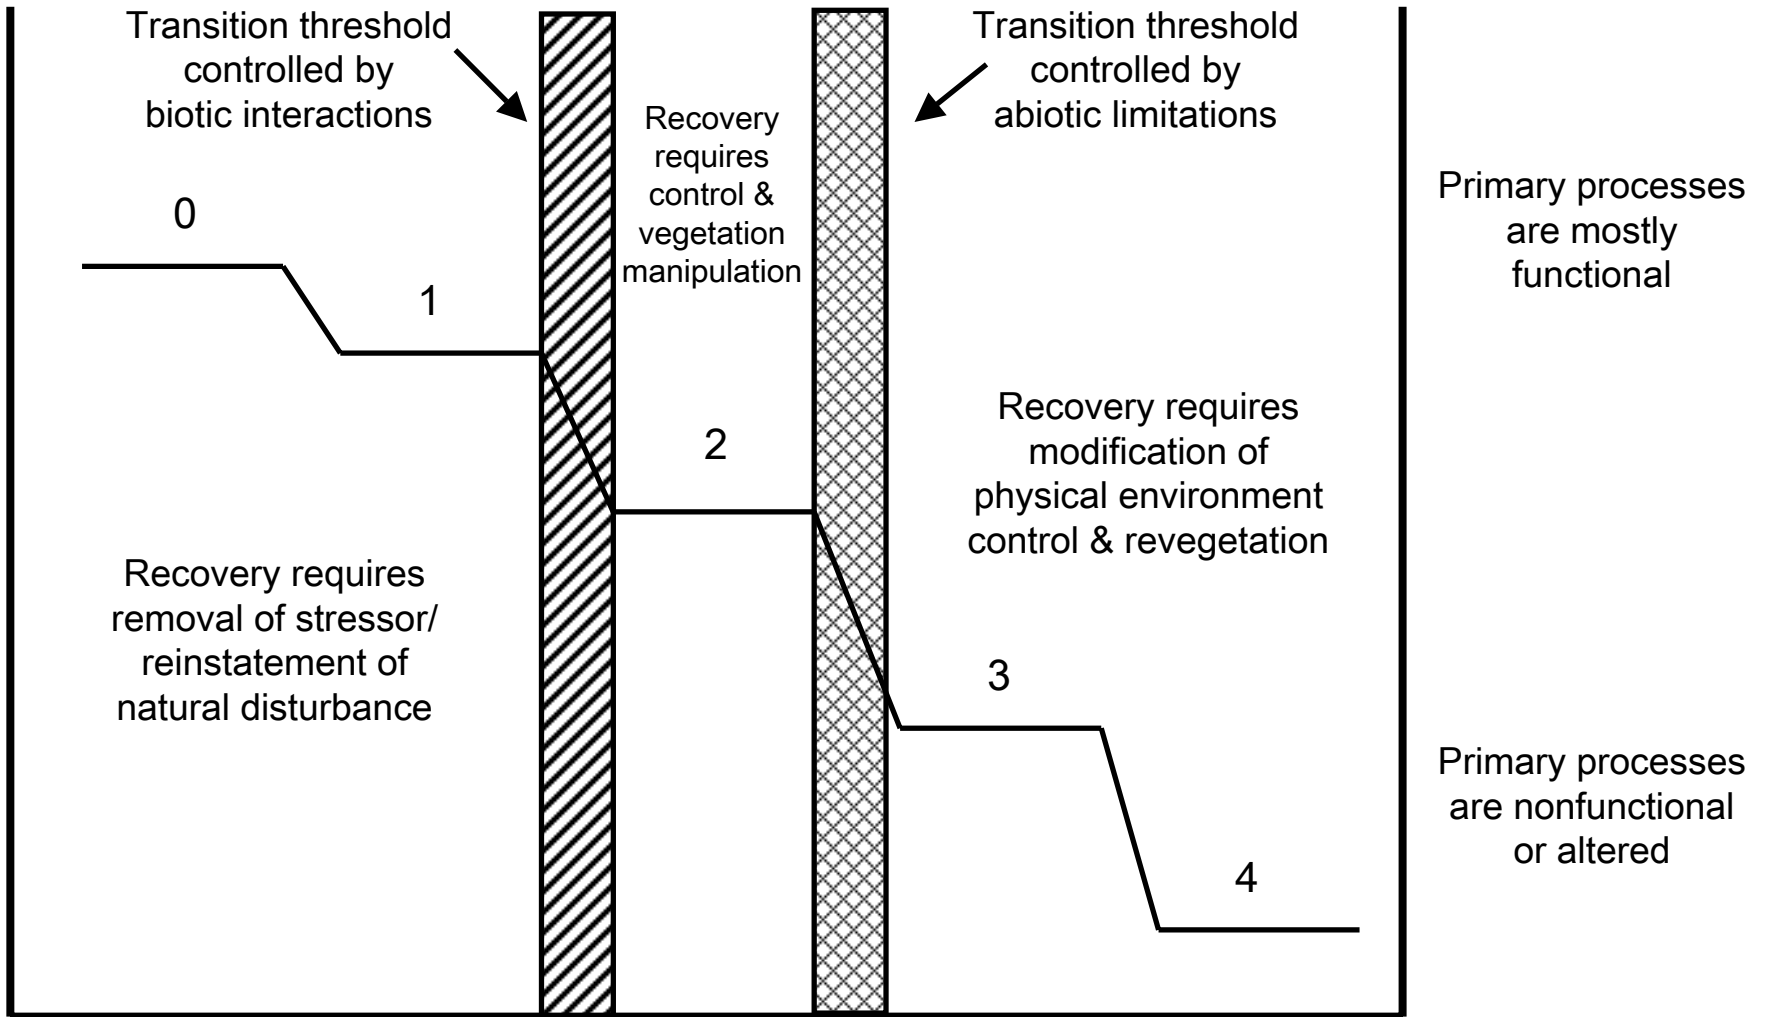 Transition threshold
controlled by
biotic interactions
Recovery
requires
control &
vegetation
manipulation
Transition threshold
controlled by
abiotic limitations
Primary processes
are mostly
functional
0
1
2
Recovery requires
modification of
physical environment
control & revegetation
Recovery requires
removal of stressor/
reinstatement of
natural disturbance
3
4
Primary processes
are nonfunctional
or altered